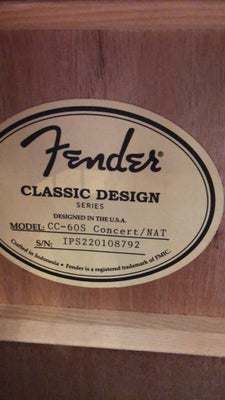 Fender®
CLASSIC DESIGN
SERIES
DESIGNED IN THE U.S.A.
MODEL: CC-60S Concert/NAT
S/N: IPS220108792
Crafted in Indonesia • Fender is a registered trademark of FMIC.